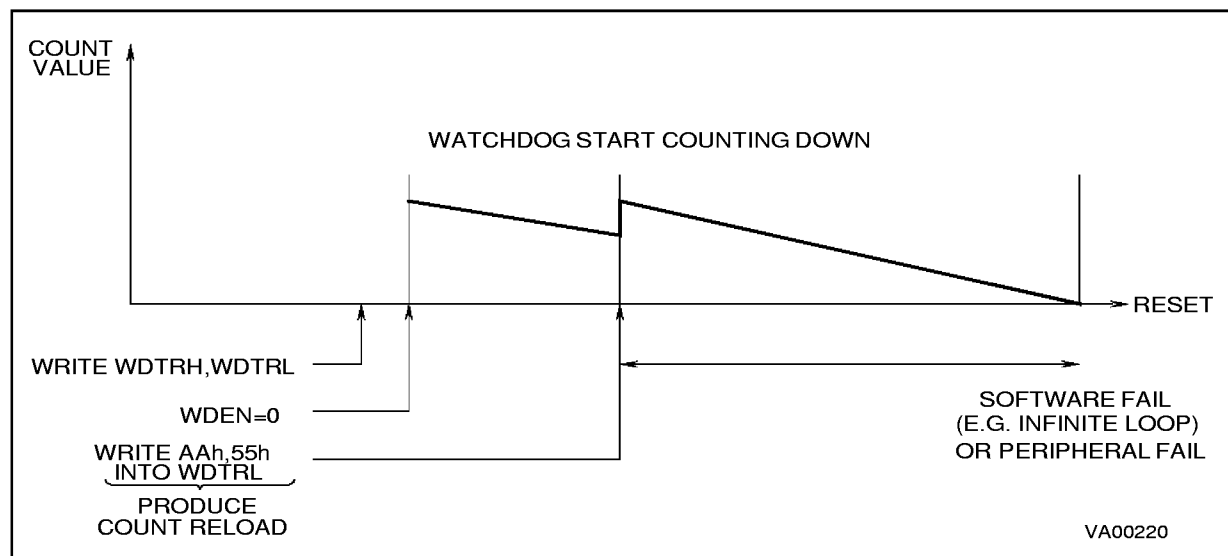 COUNT
VALUE
WATCHDOG START COUNTING DOWN
RESET
WRITE WDTRH,WDTRL
WDEN=0
WRITE AAh,55h
INTO WDTRL
PRODUCE
COUNT RELOAD
SOFTWARE FAIL
(E.G. INFINITE LOOP)
OR PERIPHERAL FAIL
VA00220